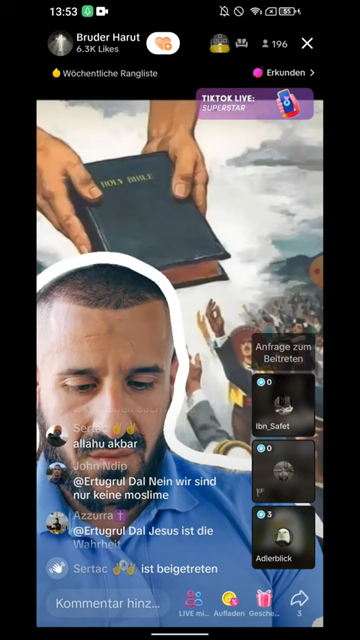 13:53
55
Bruder Harut
6.3K Likes
196
Wöchentliche Rangliste
Erkunden
TIKTOK LIVE:
SUPERSTAR
HOLY BIBLE
Anfrage zum
Beitreten
0
Ibn_Safet
0
3
Adlerblick
Sertac
allahu akbar
John Ndip
@Ertugrul Dal Nein wir sind
nur keine moslime
Azzurra
@Ertugrul Dal Jesus ist die
Wahrheit
Sertac ist beigetreten
Kommentar hinz...
LIVE mi...
Aufladen
Gesche...
3